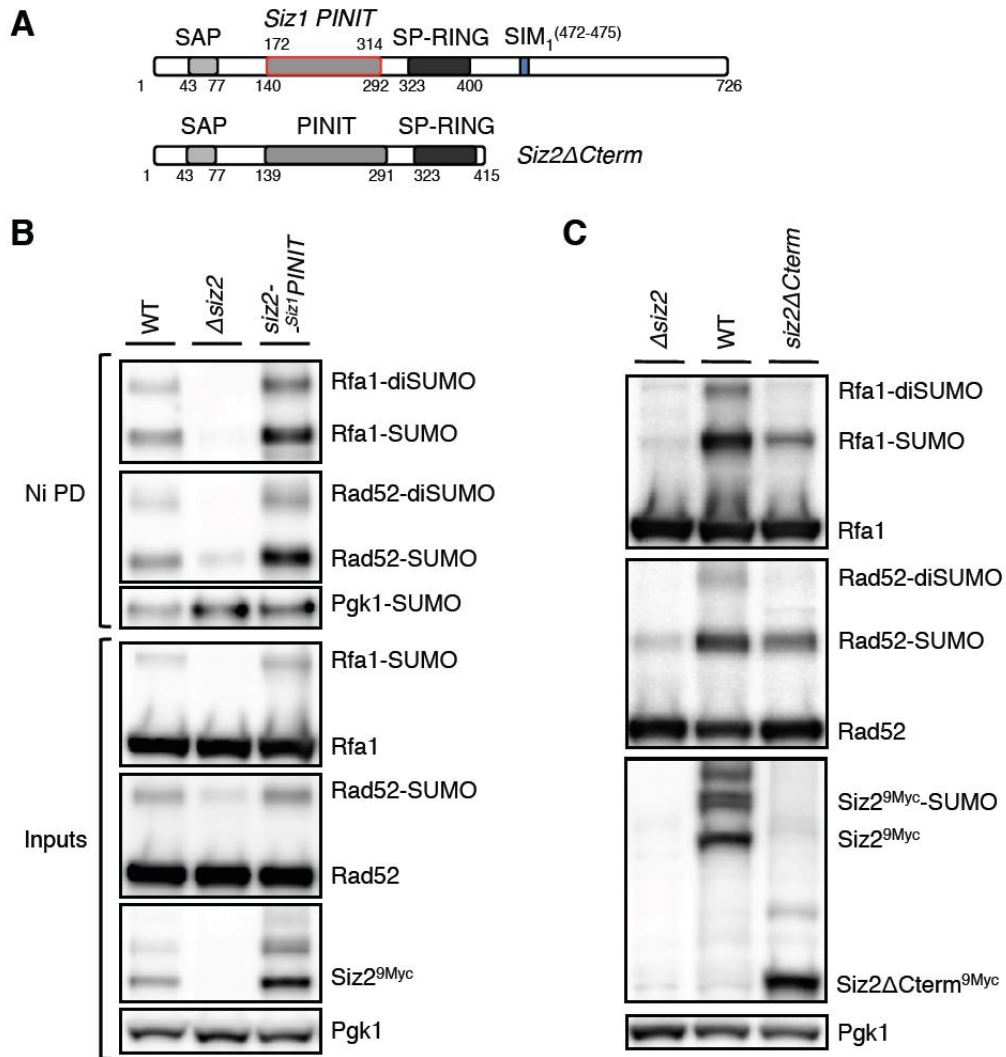 A
Siz1 PINIT
SAP 172 314 SP-RING SIM₁⁽⁴⁷²⁻⁴⁷⁵⁾
1 43 77 140 292 323 400 726
SAP PINIT SP-RING
Siz2ΔCterm
1 43 77 139 291 323 415
B
WT Δsiz2 siz2-
-Siz1PINIT
Ni PD
Rfa1-diSUMO
Rfa1-SUMO
Rad52-diSUMO
Rad52-SUMO
Pgk1-SUMO
Inputs
Rfa1-SUMO
Rfa1
Rad52-SUMO
Rad52
Siz2⁹ᴹʸᶜ
Pgk1
C
Δsiz2 WT siz2ΔCterm
Rfa1-diSUMO
Rfa1-SUMO
Rfa1
Rad52-diSUMO
Rad52-SUMO
Rad52
Siz2⁹ᴹʸᶜ-SUMO
Siz2⁹ᴹʸᶜ
Siz2ΔCterm⁹ᴹʸᶜ
Pgk1